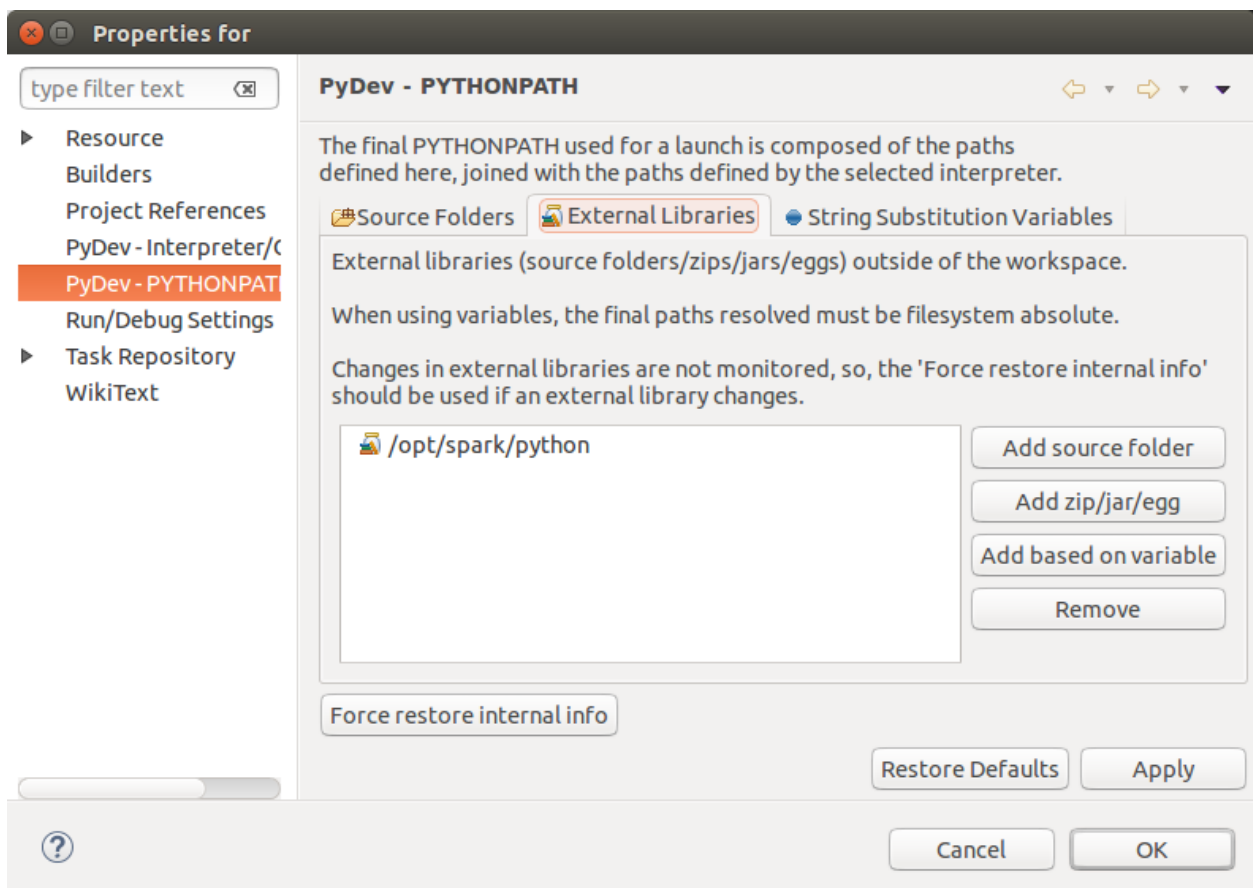 Properties for
type filter text
Resource
Builders
Project References
PyDev - Interpreter/
PyDev - PYTHONPAT
Run/Debug Settings
Task Repository
WikiText
PyDev - PYTHONPATH
The final PYTHONPATH used for a launch is composed of the paths
defined here, joined with the paths defined by the selected interpreter.
Source Folders
External Libraries
String Substitution Variables
External libraries (source folders/zips/jars/eggs) outside of the workspace.
When using variables, the final paths resolved must be filesystem absolute.
Changes in external libraries are not monitored, so, the 'Force restore internal info'
should be used if an external library changes.
/opt/spark/python
Add source folder
Add zip/jar/egg
Add based on variable
Remove
Force restore internal info
Restore Defaults
Apply
?
Cancel
OK